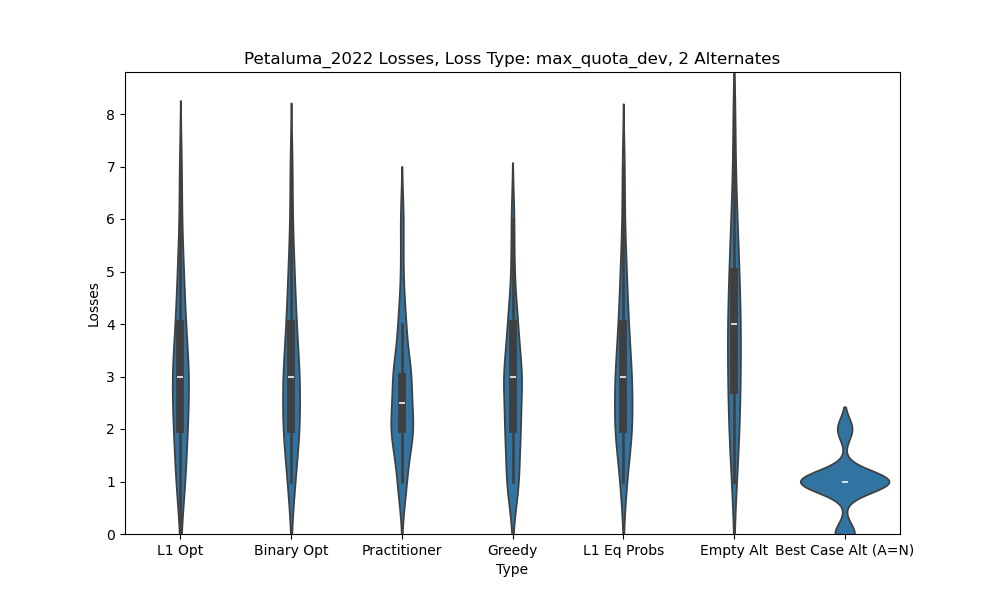 Petaluma_2022 Losses, Loss Type: max_quota_dev, 2 Alternates
8
7
6
5
4
3
2
1
0
Losses
L1 Opt Binary Opt Practitioner Greedy L1 Eq Probs Empty Alt Best Case Alt (A=N)
Type